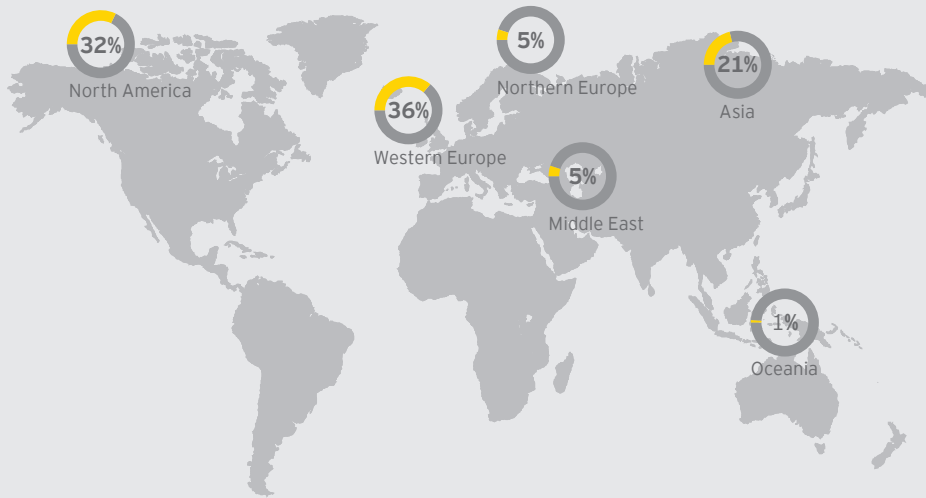 32%
North America
5%
Northern Europe
21%
Asia
36%
Western Europe
5%
Middle East
1%
Oceania